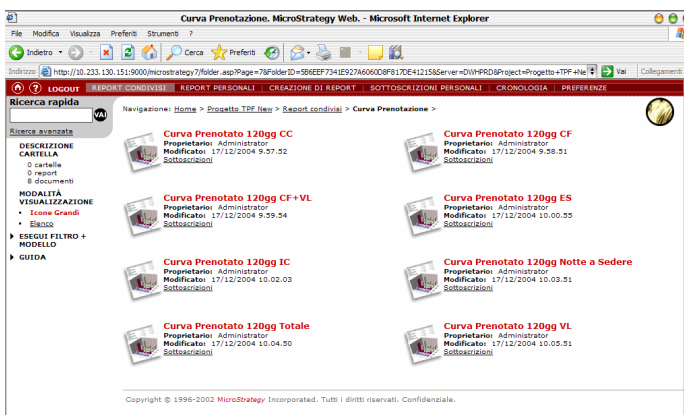 Curva Prenotazione. MicroStrategy Web. - Microsoft Internet Explorer
File Modifica Visualizza Preferiti Strumenti ?
Indietro Cerca Preferiti
Indirizzo http://10.233.130.151:9000/microstrategy7/folder.asp?Page=7&FolderID=5B6EEF7341E927A6060D8F817DE41215&Server=DWHPRD&Project=Progetto+TPF+Ne Vai Collegamenti
LOGOUT REPORT CONDIVISI REPORT PERSONALI CREAZIONE DI REPORT SOTTOSCRIZIONI PERSONALI CRONOLOGIA PREFERENZE
Ricerca rapida
VAI
Ricerca avanzata
DESCRIZIONE
CARTELLA
0 cartelle
0 report
8 documenti
MODALITÀ
VISUALIZZAZIONE
• Icone Grandi
• Elenco
ESEGUI FILTRO +
MODELLO
GUIDA
Navigazione: Home > Progetto TPF New > Report condivisi > Curva Prenotazione >
Curva Prenotato 120gg CC
Proprietario: Administrator
Modificato: 17/12/2004 9.57.52
Sottoscrizioni
Curva Prenotato 120gg CF
Proprietario: Administrator
Modificato: 17/12/2004 9.58.51
Sottoscrizioni
Curva Prenotato 120gg CF+VL
Proprietario: Administrator
Modificato: 17/12/2004 9.59.54
Sottoscrizioni
Curva Prenotato 120gg ES
Proprietario: Administrator
Modificato: 17/12/2004 10.00.55
Sottoscrizioni
Curva Prenotato 120gg IC
Proprietario: Administrator
Modificato: 17/12/2004 10.02.03
Sottoscrizioni
Curva Prenotato 120gg Notte a Sedere
Proprietario: Administrator
Modificato: 17/12/2004 10.03.51
Sottoscrizioni
Curva Prenotato 120gg Totale
Proprietario: Administrator
Modificato: 17/12/2004 10.04.50
Sottoscrizioni
Curva Prenotato 120gg VL
Proprietario: Administrator
Modificato: 17/12/2004 10.05.51
Sottoscrizioni
Copyright © 1996-2002 MicroStrategy Incorporated. Tutti i diritti riservati. Confidenziale.